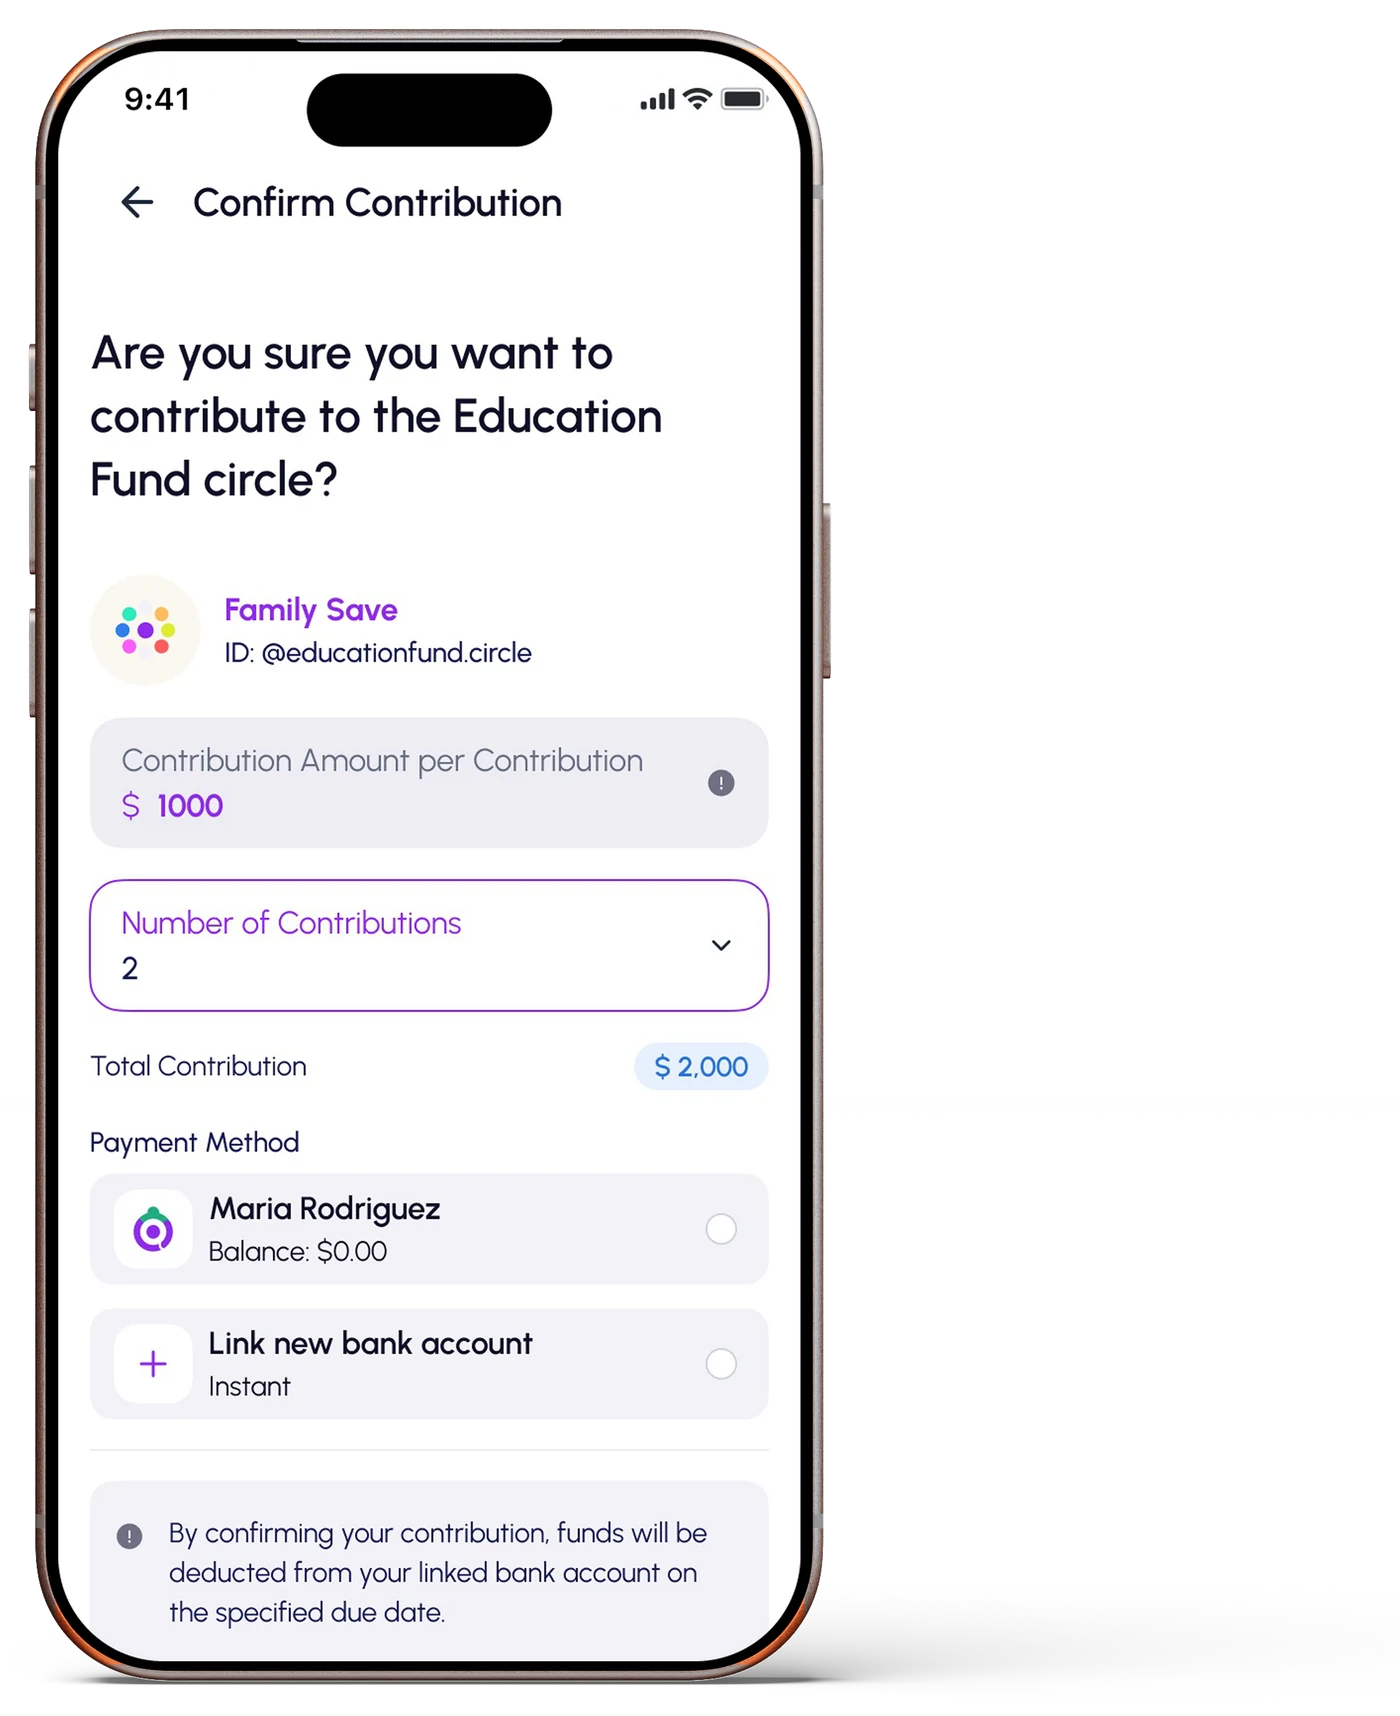 9:41
Confirm Contribution
Are you sure you want to
contribute to the Education
Fund circle?
Family Save
ID: @educationfund.circle
Contribution Amount per Contribution
$ 1000
Number of Contributions
2
Total Contribution
$ 2,000
Payment Method
Maria Rodriguez
Balance: $0.00
Link new bank account
Instant
By confirming your contribution, funds will be
deducted from your linked bank account on
the specified due date.